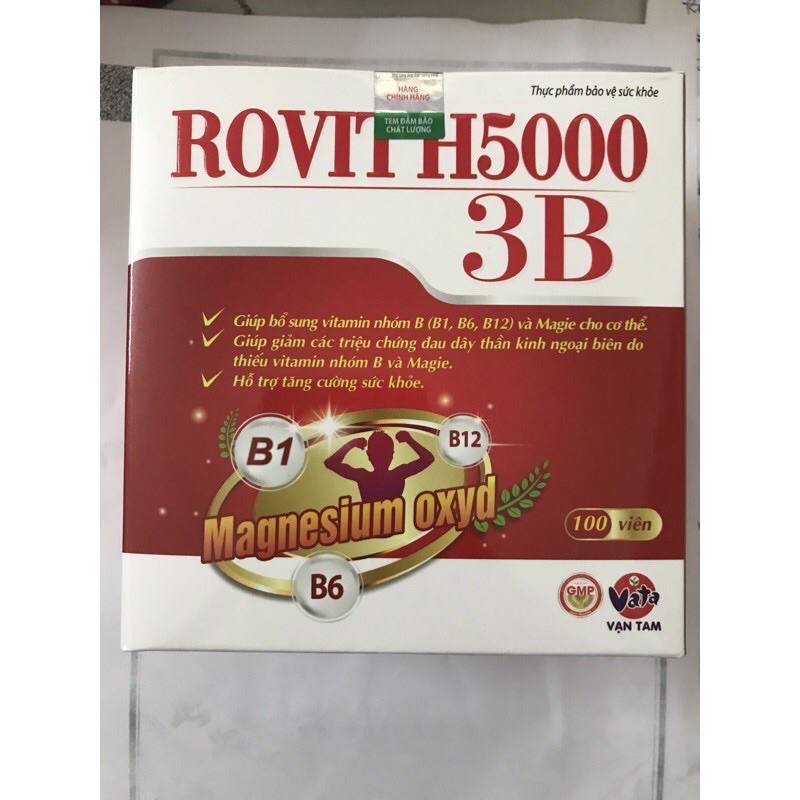 HÀNG
CHÍNH HÃNG
TEM ĐẢM BẢO
CHẤT LƯỢNG
Thực phẩm bảo vệ sức khỏe
ROVIT H5000
3B
Giúp bổ sung vitamin nhóm B (B1, B6, B12) và Magie cho cơ thể.
Giúp giảm các triệu chứng đau dây thần kinh ngoại biên do
thiếu vitamin nhóm B và Magie.
Hỗ trợ tăng cường sức khỏe.
B1
B12
Magnesium oxyd
B6
100 viên
GMP
Vata
VẠN TAM